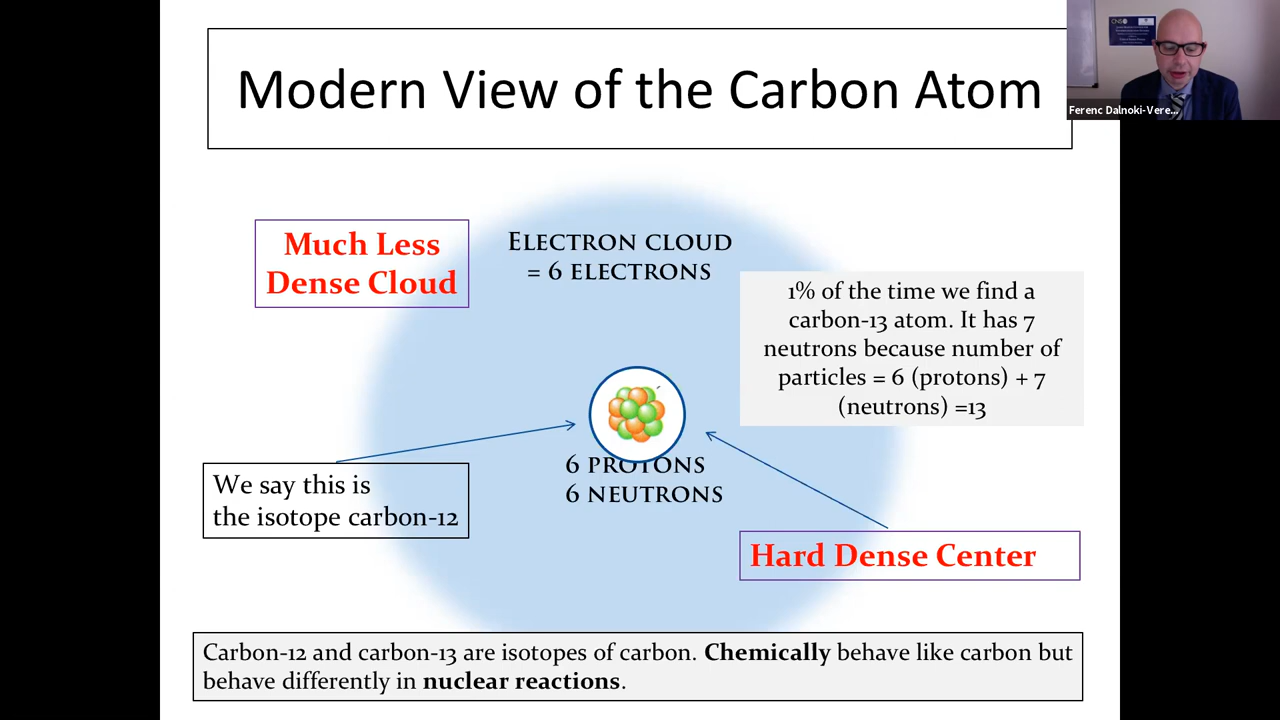 Modern View of the Carbon Atom
Ferenc Dalnoki-Vere...
Much Less
Dense Cloud
Electron cloud
= 6 electrons
1% of the time we find a
carbon-13 atom. It has 7
neutrons because number of
particles = 6 (protons) + 7
(neutrons) =13
6 protons
6 neutrons
We say this is
the isotope carbon-12
Hard Dense Center
Carbon-12 and carbon-13 are isotopes of carbon. Chemically behave like carbon but
behave differently in nuclear reactions.